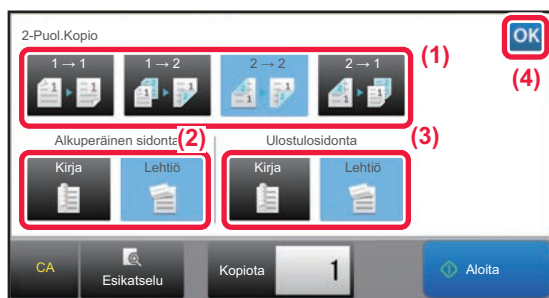 2-Puol.Kopio
OK
(4)
(1)
1 → 1
1 → 2
2 → 2
2 → 1
Alkuperäinen sidonta
(2)
Ulostulosidonta
(3)
Kirja
Lehtiö
Kirja
Lehtiö
CA
Esikatselu
Kopiota
1
Aloita